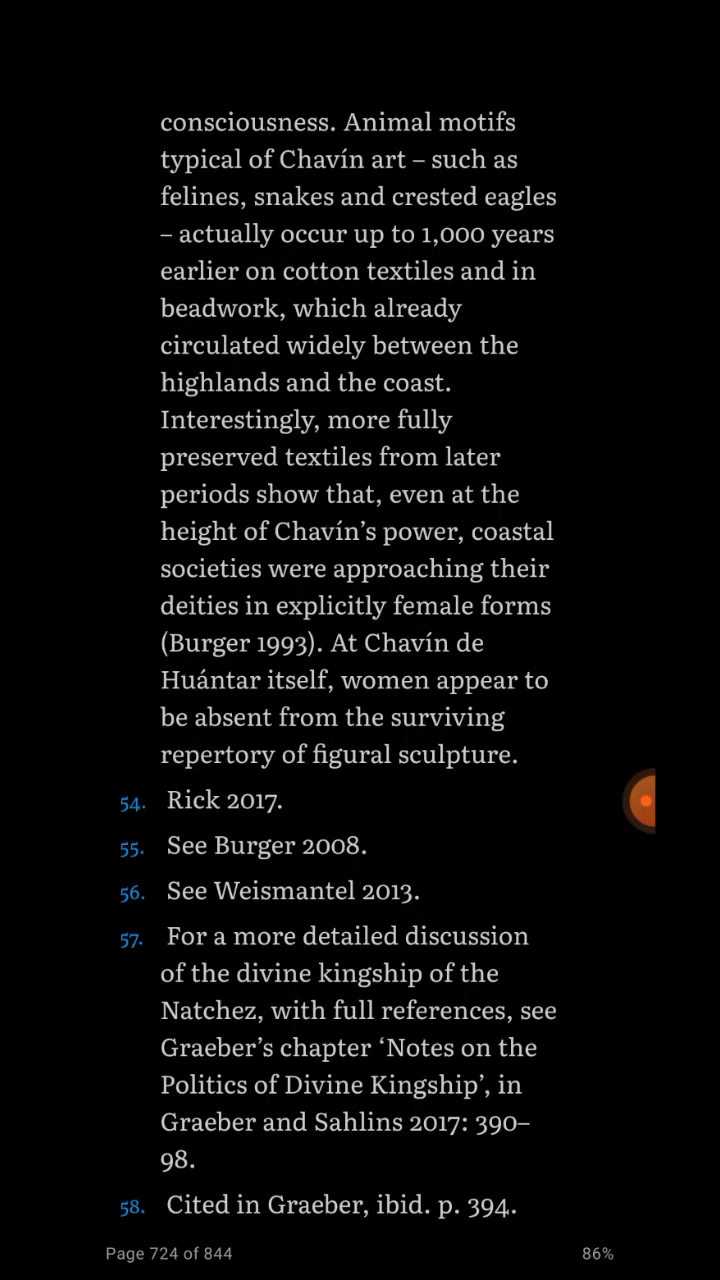 consciousness. Animal motifs
typical of Chavín art – such as
felines, snakes and crested eagles
– actually occur up to 1,000 years
earlier on cotton textiles and in
beadwork, which already
circulated widely between the
highlands and the coast.
Interestingly, more fully
preserved textiles from later
periods show that, even at the
height of Chavín’s power, coastal
societies were approaching their
deities in explicitly female forms
(Burger 1993). At Chavín de
Huántar itself, women appear to
be absent from the surviving
repertory of figural sculpture.
54. Rick 2017.
55. See Burger 2008.
56. See Weismantel 2013.
57. For a more detailed discussion
of the divine kingship of the
Natchez, with full references, see
Graeber’s chapter ‘Notes on the
Politics of Divine Kingship’, in
Graeber and Sahlins 2017: 390–
98.
58. Cited in Graeber, ibid. p. 394.
Page 724 of 844 86%